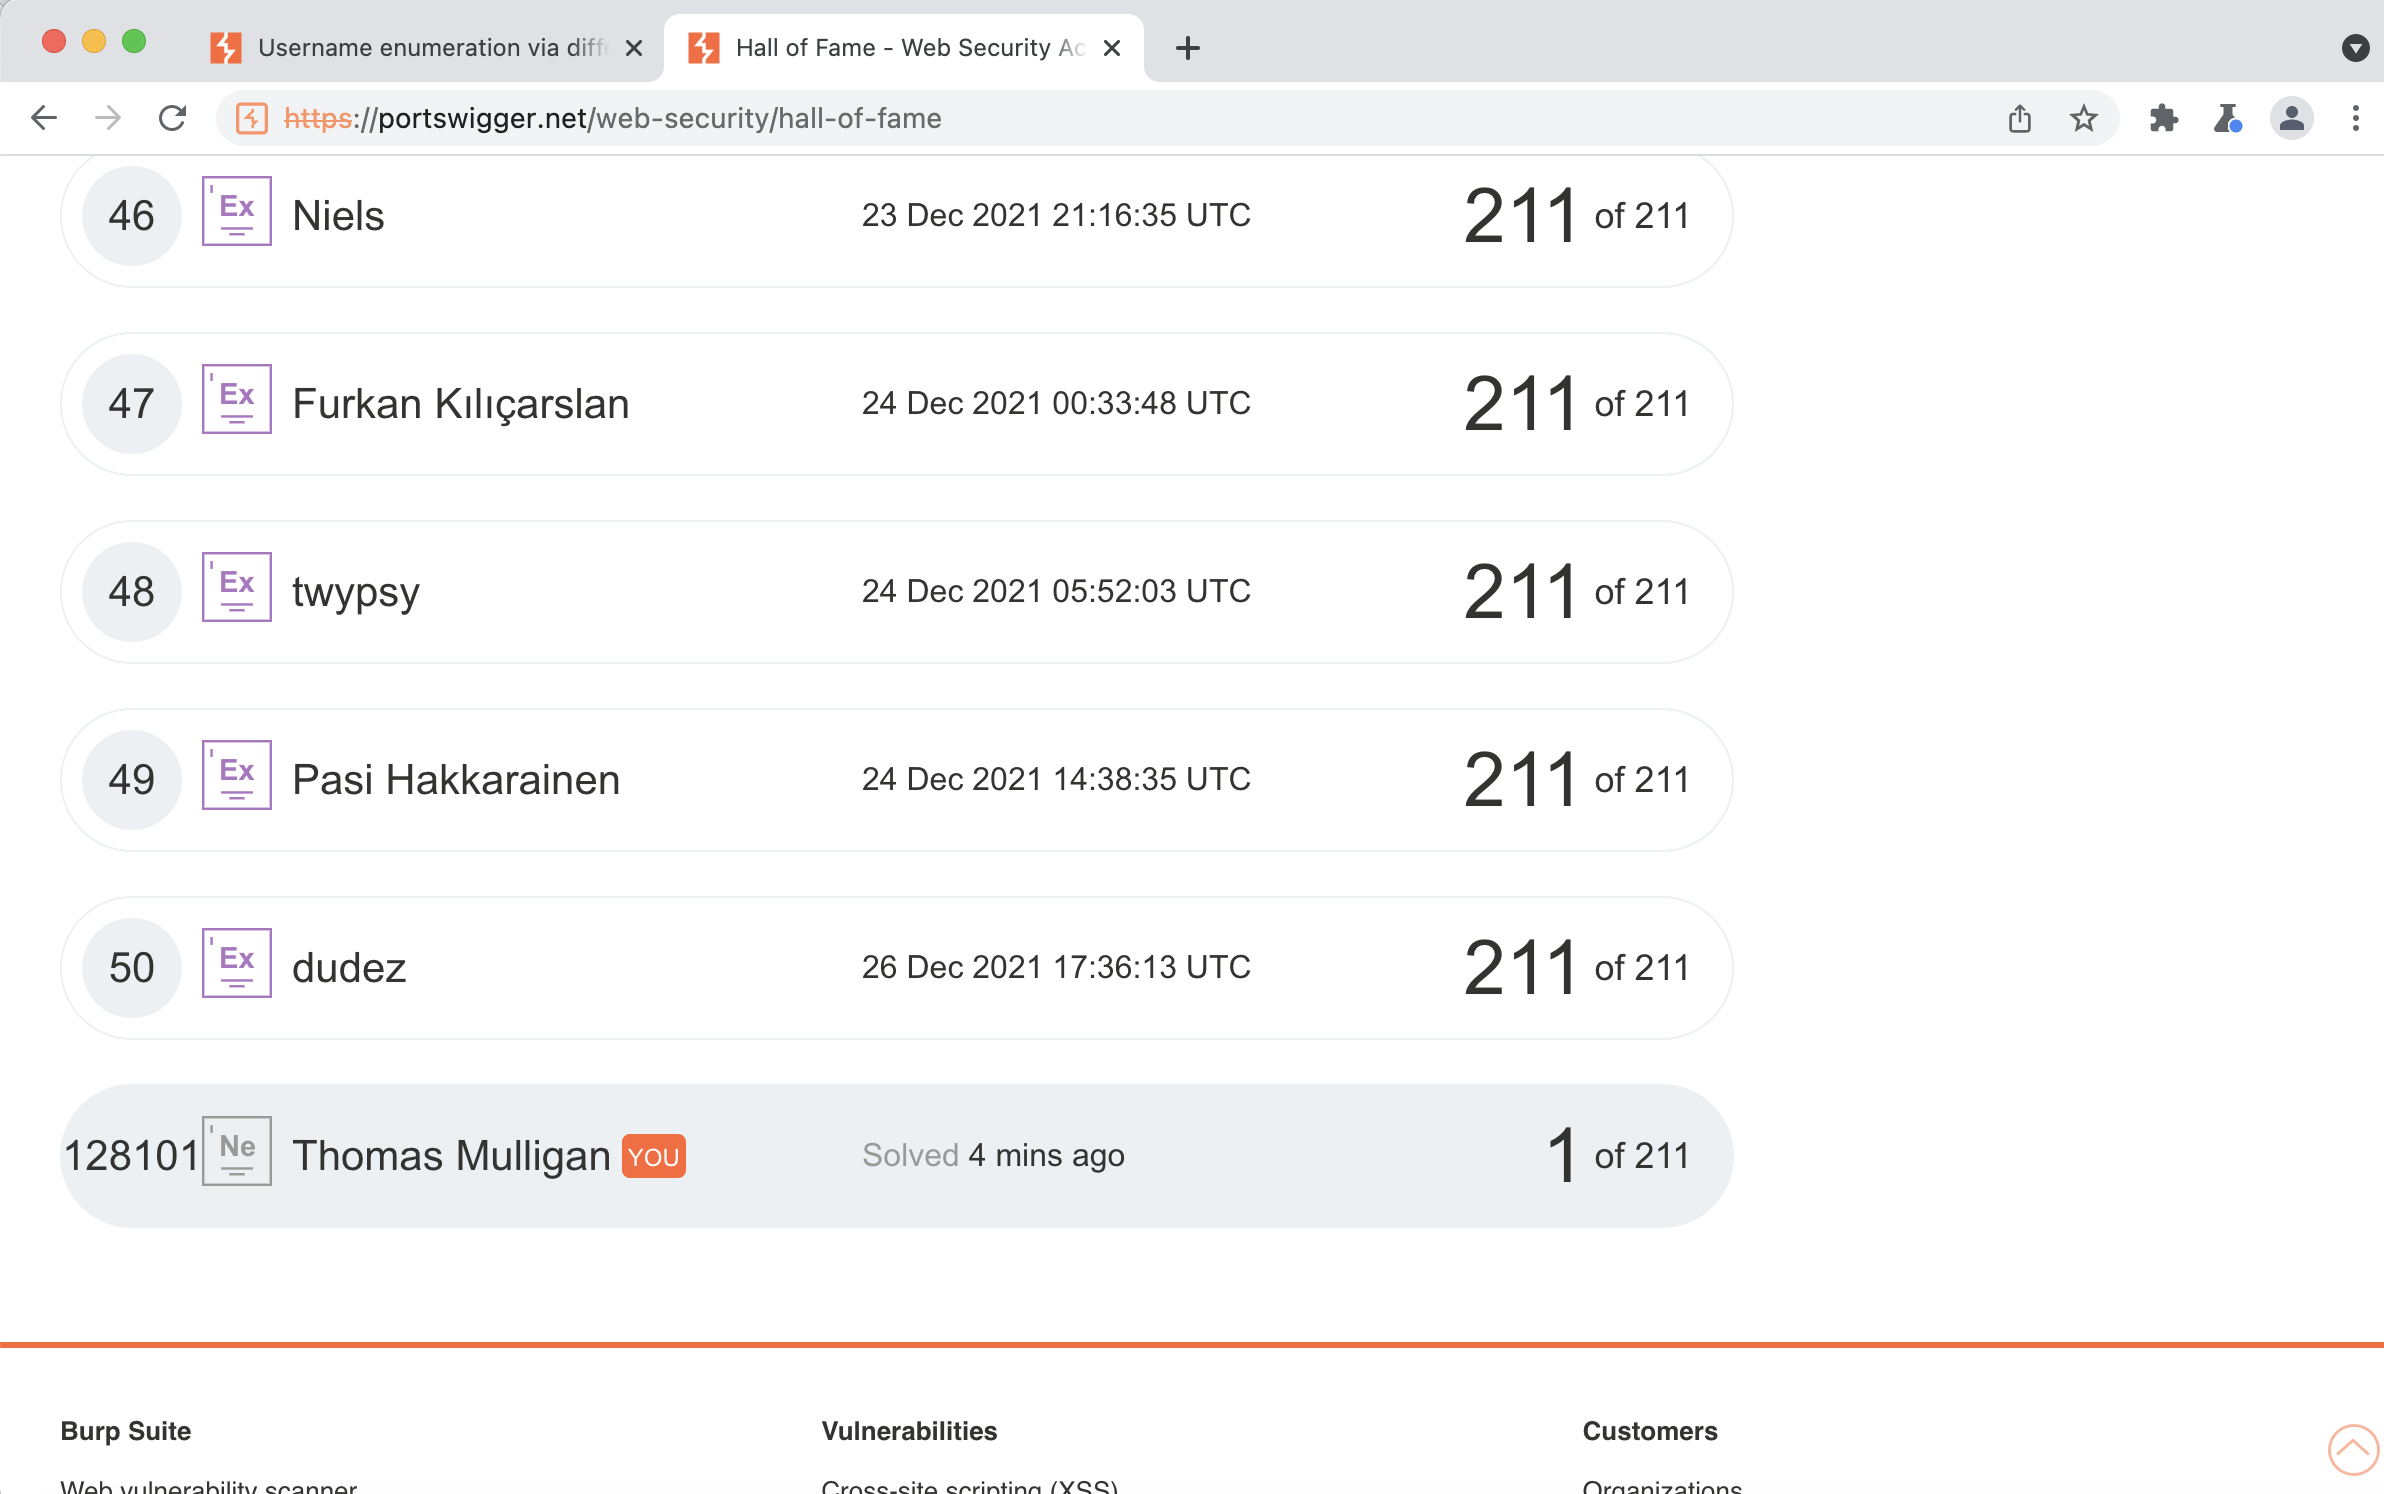 Username enumeration via diff
Hall of Fame - Web Security Ac
https://portswigger.net/web-security/hall-of-fame
46 Ex Niels 23 Dec 2021 21:16:35 UTC 211 of 211
47 Ex Furkan Kılıçarslan 24 Dec 2021 00:33:48 UTC 211 of 211
48 Ex twypsy 24 Dec 2021 05:52:03 UTC 211 of 211
49 Ex Pasi Hakkarainen 24 Dec 2021 14:38:35 UTC 211 of 211
50 Ex dudez 26 Dec 2021 17:36:13 UTC 211 of 211
128101 Ne Thomas Mulligan YOU Solved 4 mins ago 1 of 211
Burp Suite Vulnerabilities Customers
Web vulnerability scanner Cross-site scripting (XSS) Organizations